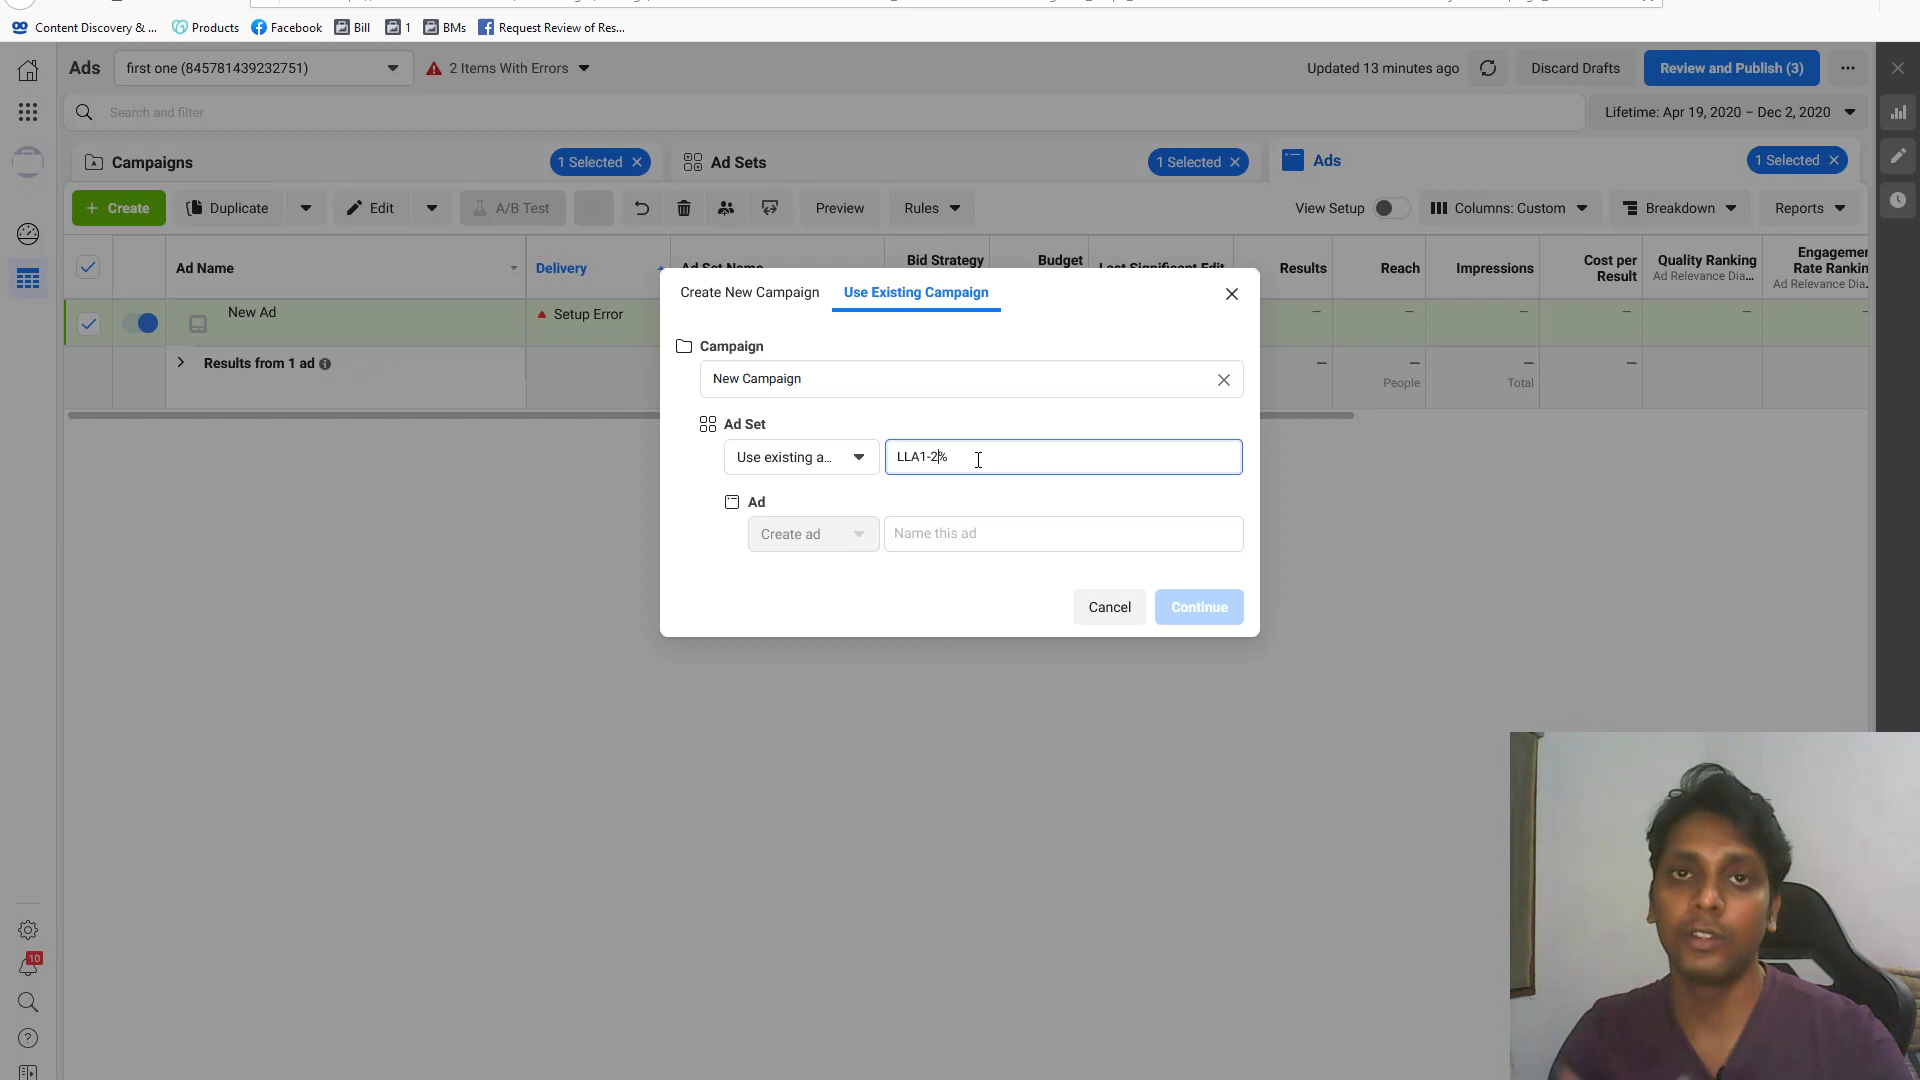 Content Discovery & ...
Products
Facebook
Bill
1
BMs
Request Review of Res...
Ads
first one (845781439232751)
2 Items With Errors
Updated 13 minutes ago
Discard Drafts
Review and Publish (3)
Search and filter
Lifetime: Apr 19, 2020 – Dec 2, 2020
Campaigns
1 Selected
Ad Sets
1 Selected
Ads
1 Selected
+ Create
Duplicate
Edit
A/B Test
Preview
Rules
View Setup
Columns: Custom
Breakdown
Reports
Ad Name
Delivery
Ad Set Name
Bid Strategy
Budget
Last Significant Edit
Results
Reach
Impressions
Cost per
Result
Quality Ranking
Ad Relevance Dia...
Engagemen
Rate Rankin
Ad Relevance Dia.
New Ad
Setup Error
—
—
—
—
—
—
Results from 1 ad
—
—
People
—
Total
—
Create New Campaign
Use Existing Campaign
Campaign
New Campaign
Ad Set
Use existing a...
LLA1-2%
Ad
Create ad
Name this ad
Cancel
Continue
10